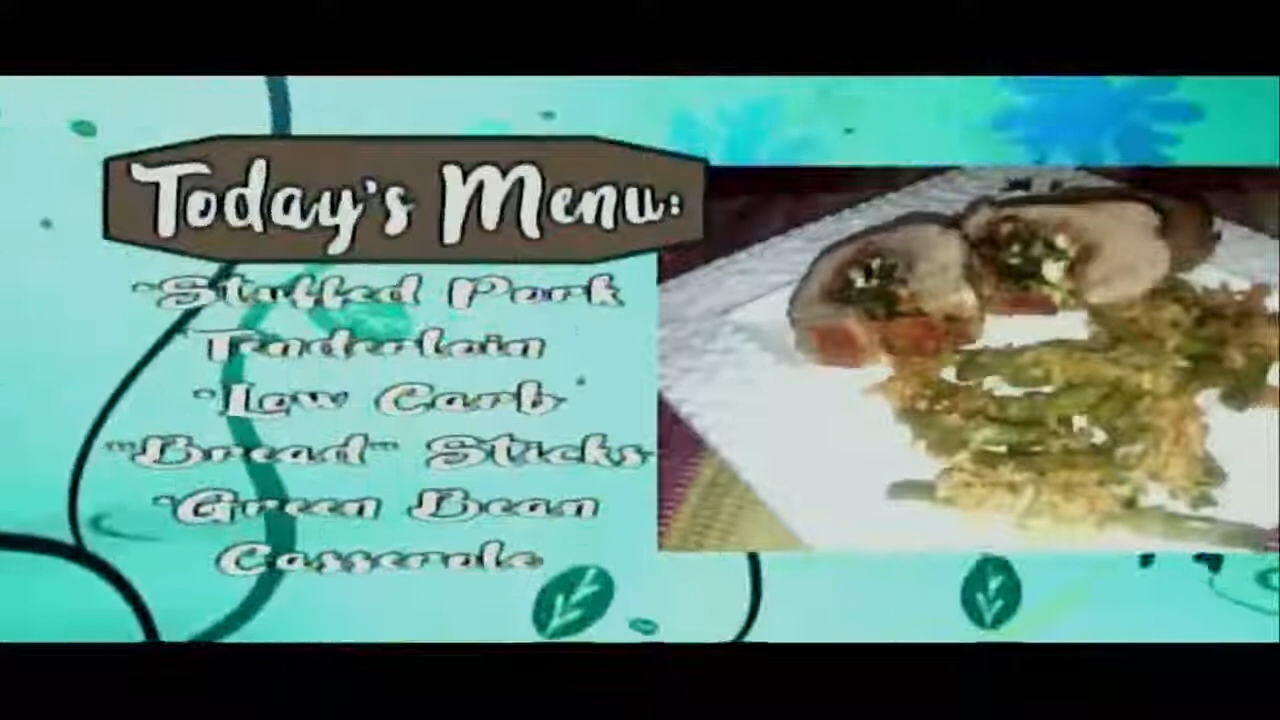 Today's Menu:
*Stuffed Pork
Tenderloin
*Low Carb
"Bread" Sticks
*Green Bean
Casserole